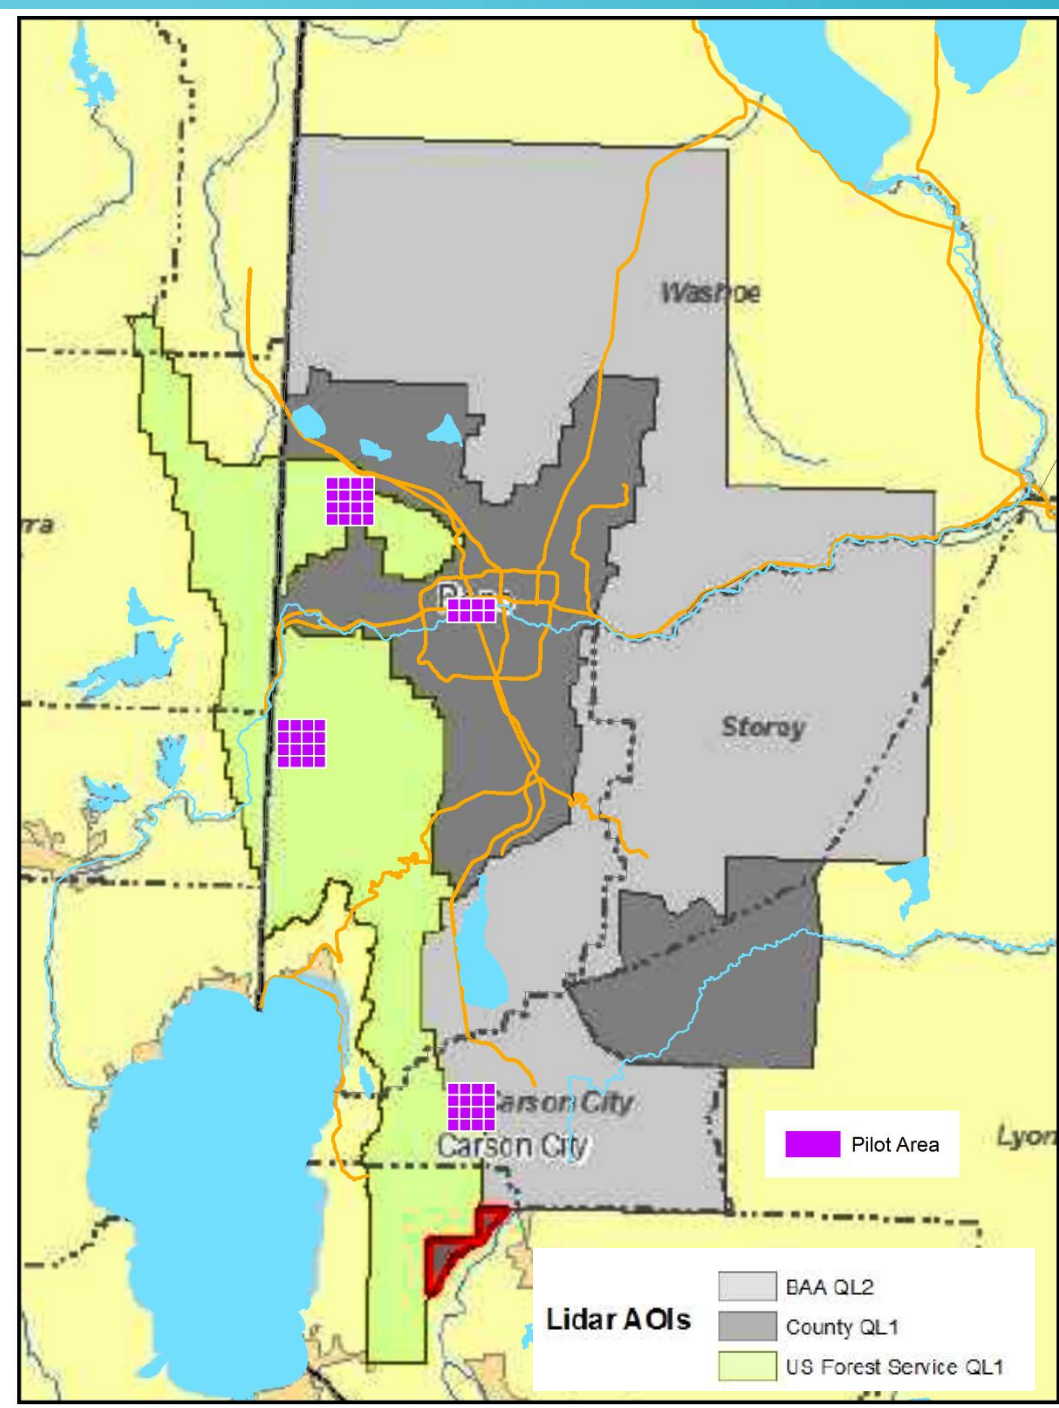 Washoe
rra
Storey
Carson City
Carson City
Pilot Area
Lyon
Lidar AOIs
BAA QL2
County QL1
US Forest Service QL1